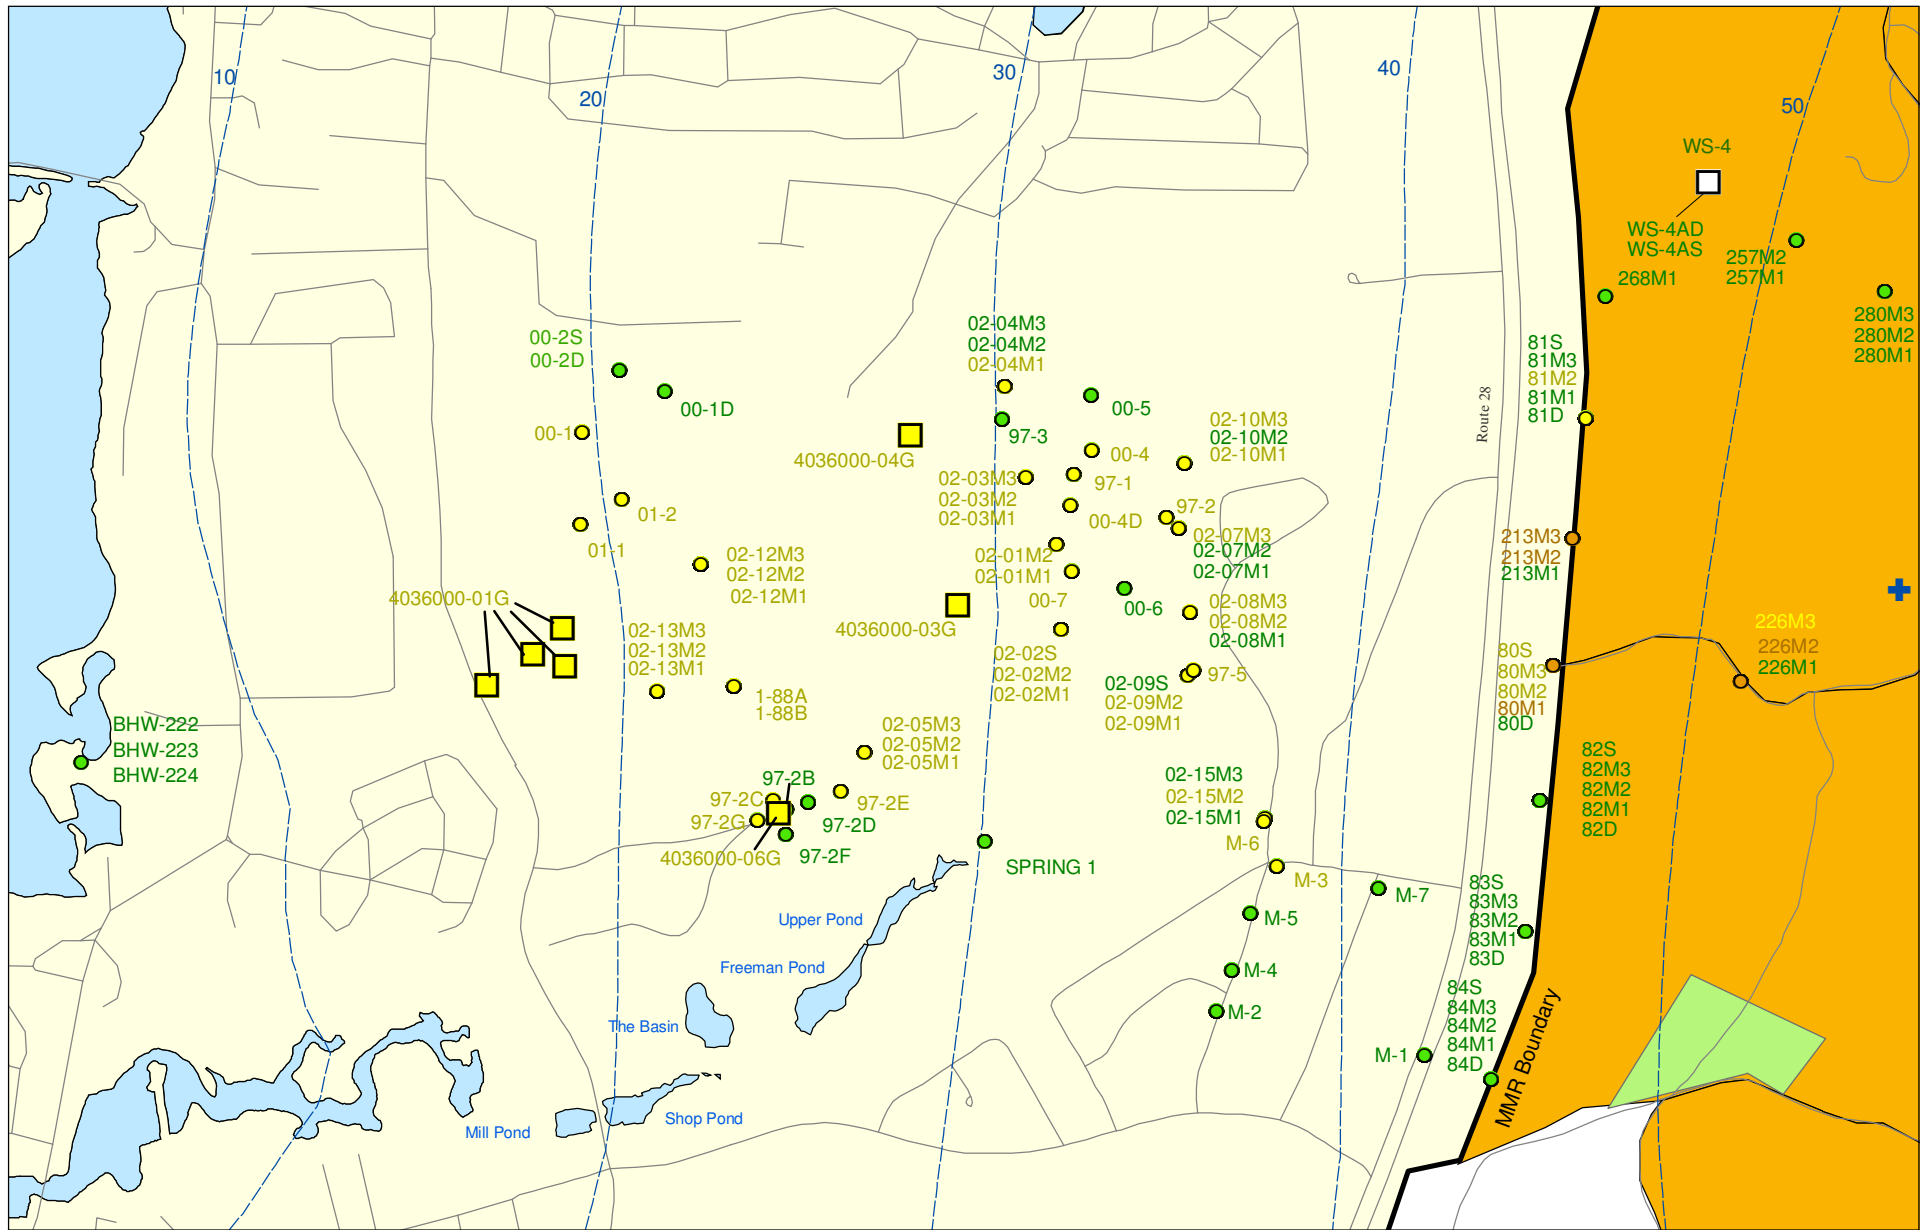 10
20
30
40
50
WS-4
WS-4AD
WS-4AS
257M2
257M1
268M1
280M3
280M2
280M1
00-2S
00-2D
00-1D
00-1
01-2
01-1
02-04M3
02-04M2
02-04M1
97-3
00-5
4036000-04G
00-4
97-1
00-4D
02-03M3
02-03M2
02-03M1
02-10M3
02-10M2
02-10M1
97-2
02-07M3
02-07M2
02-07M1
02-01M2
02-01M1
00-7
00-6
02-08M3
02-08M2
02-08M1
Route 28
81S
81M3
81M2
81M1
81D
213M3
213M2
213M1
02-12M3
02-12M2
02-12M1
4036000-01G
02-13M3
02-13M2
02-13M1
1-88A
1-88B
4036000-03G
02-02S
02-02M2
02-02M1
97-5
02-09S
02-09M2
02-09M1
80S
80M3
80M2
80M1
80D
226M3
226M2
226M1
BHW-222
BHW-223
BHW-224
02-05M3
02-05M2
02-05M1
97-2B
97-2C
97-2G
97-2E
97-2D
97-2F
4036000-06G
SPRING 1
02-15M3
02-15M2
02-15M1
M-6
M-3
M-7
M-5
M-4
M-2
M-1
82S
82M3
82M2
82M1
82D
83S
83M3
83M2
83M1
83D
84S
84M3
84M2
84M1
84D
MMR Boundary
Upper Pond
Freeman Pond
The Basin
Shop Pond
Mill Pond